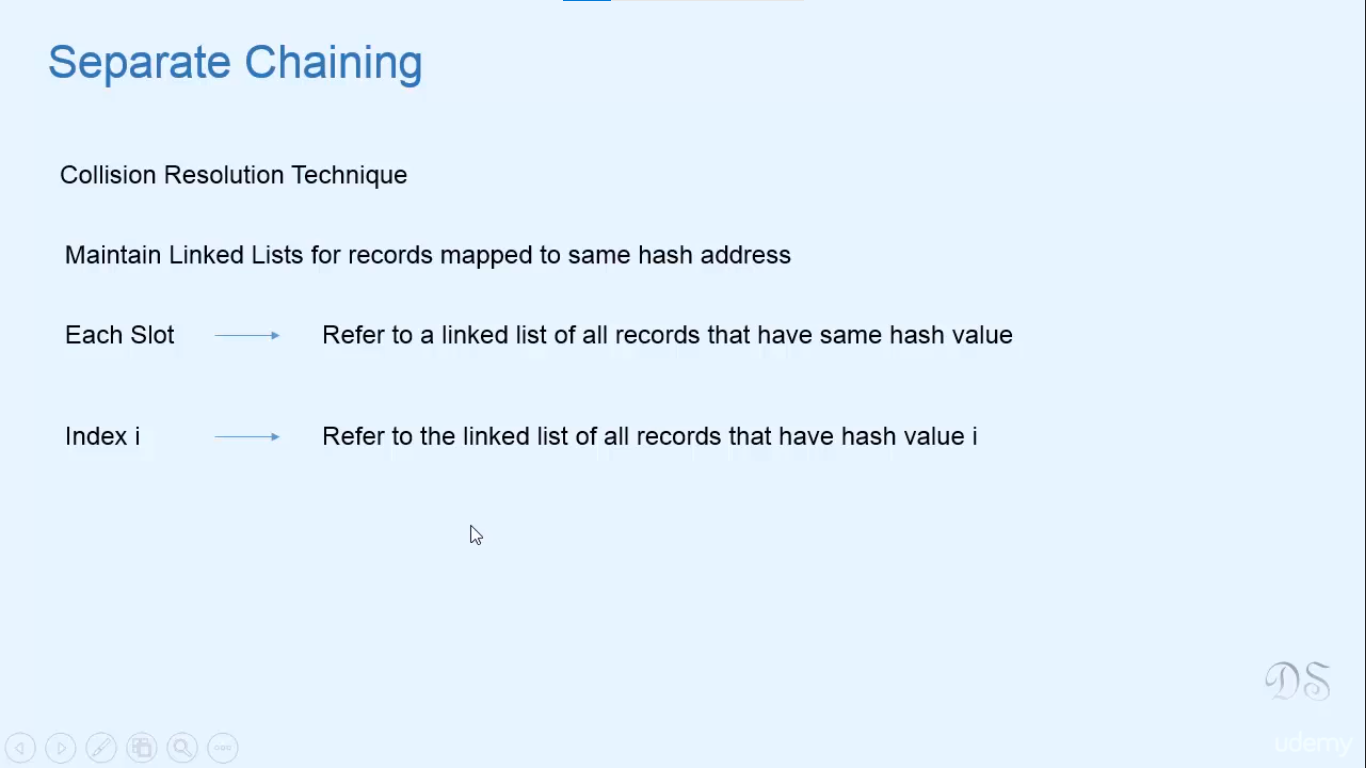 Separate Chaining
Collision Resolution Technique
Maintain Linked Lists for records mapped to same hash address
Each Slot Refer to a linked list of all records that have same hash value
Index i Refer to the linked list of all records that have hash value i
DS
udemy